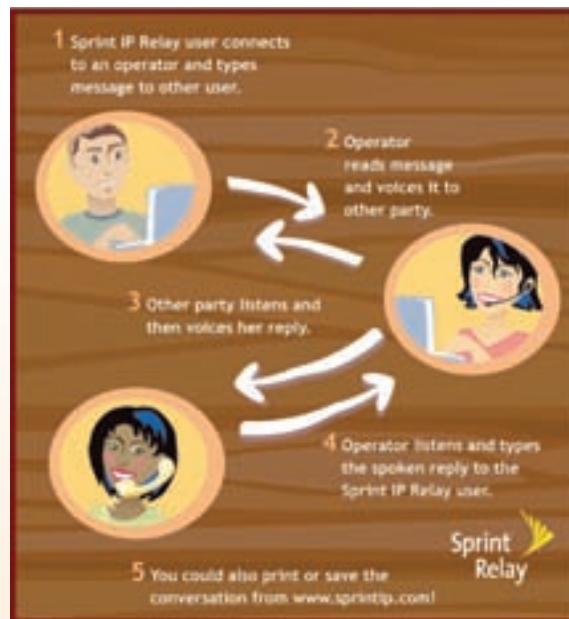 1 Sprint IP Relay user connects
to an operator and types
message to other user.
2 Operator
reads message
and voices it to
other party.
3 Other party listens and
then voices her reply.
4 Operator listens and types
the spoken reply to the
Sprint IP Relay user.
Sprint
Relay
5 You could also print or save the
conversation from www.sprintip.com!